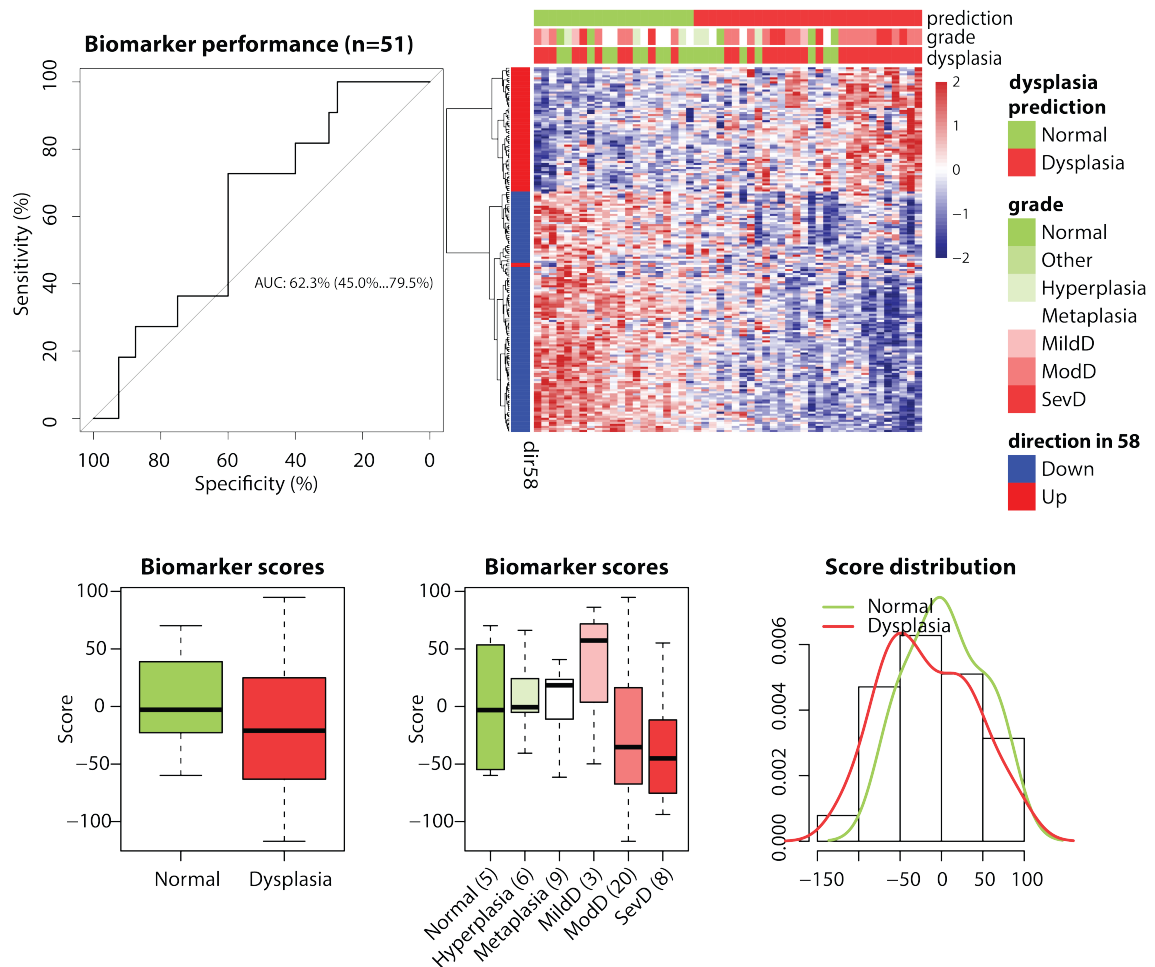 Biomarker performance (n=51)
Sensitivity (%)
100
80
60
40
20
0
AUC: 62.3% (45.0%...79.5%)
100 80 60 40 20 0
Specificity (%)
prediction
grade
dysplasia
dir58
2
1
0
−1
−2
dysplasia
prediction
Normal
Dysplasia
grade
Normal
Other
Hyperplasia
Metaplasia
MildD
ModD
SevD
direction in 58
Down
Up
Biomarker scores
Score
100
50
0
−50
−100
Normal Dysplasia
Biomarker scores
Score
100
50
0
−50
−100
Normal (5)
Hyperplasia (6)
Metaplasia (9)
MildD (3)
ModD (20)
SevD (8)
Score distribution
Normal
Dysplasia
0.006
0.004
0.002
0.000
−150 −50 0 50 100